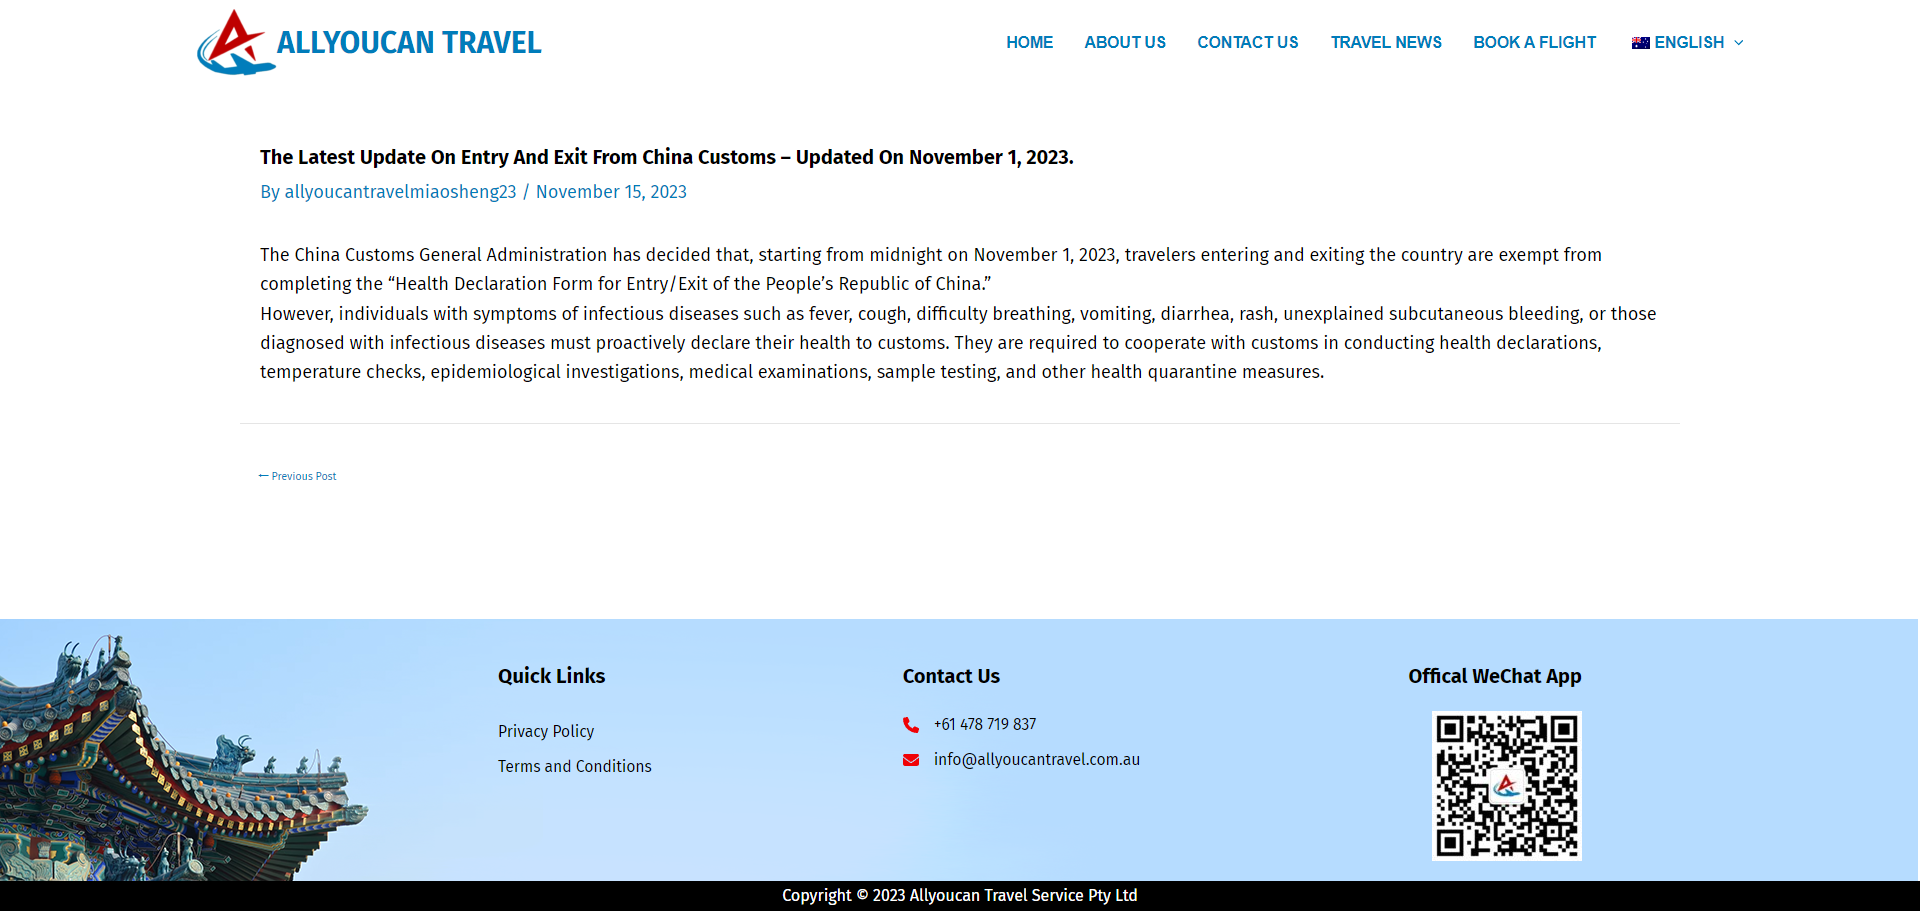 ALLYOUCAN TRAVEL
HOME ABOUT US CONTACT US TRAVEL NEWS BOOK A FLIGHT ENGLISH
The Latest Update On Entry And Exit From China Customs – Updated On November 1, 2023.
By allyoucantravelmiaosheng23 / November 15, 2023
The China Customs General Administration has decided that, starting from midnight on November 1, 2023, travelers entering and exiting the country are exempt from
completing the “Health Declaration Form for Entry/Exit of the People’s Republic of China.”
However, individuals with symptoms of infectious diseases such as fever, cough, difficulty breathing, vomiting, diarrhea, rash, unexplained subcutaneous bleeding, or those
diagnosed with infectious diseases must proactively declare their health to customs. They are required to cooperate with customs in conducting health declarations,
temperature checks, epidemiological investigations, medical examinations, sample testing, and other health quarantine measures.
← Previous Post
Quick Links
Privacy Policy
Terms and Conditions
Contact Us
+61 478 719 837
info@allyoucantravel.com.au
Offical WeChat App
Copyright © 2023 Allyoucan Travel Service Pty Ltd